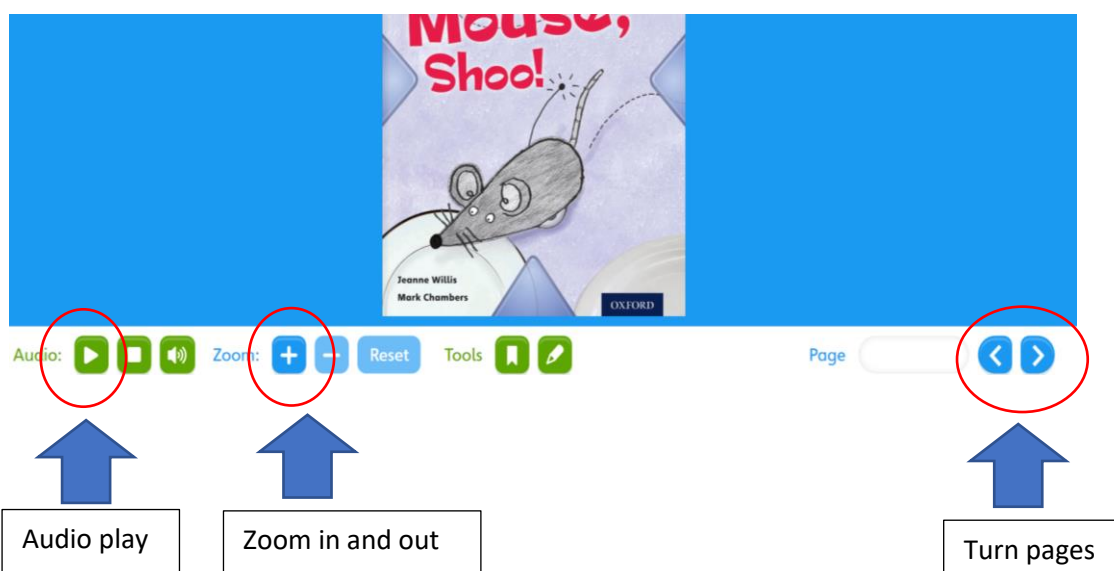 Mouse,
Shoo!
Jeanne Willis
Mark Chambers
OXFORD
Audio: Zoom: Reset Tools Page
Audio play
Zoom in and out
Turn pages